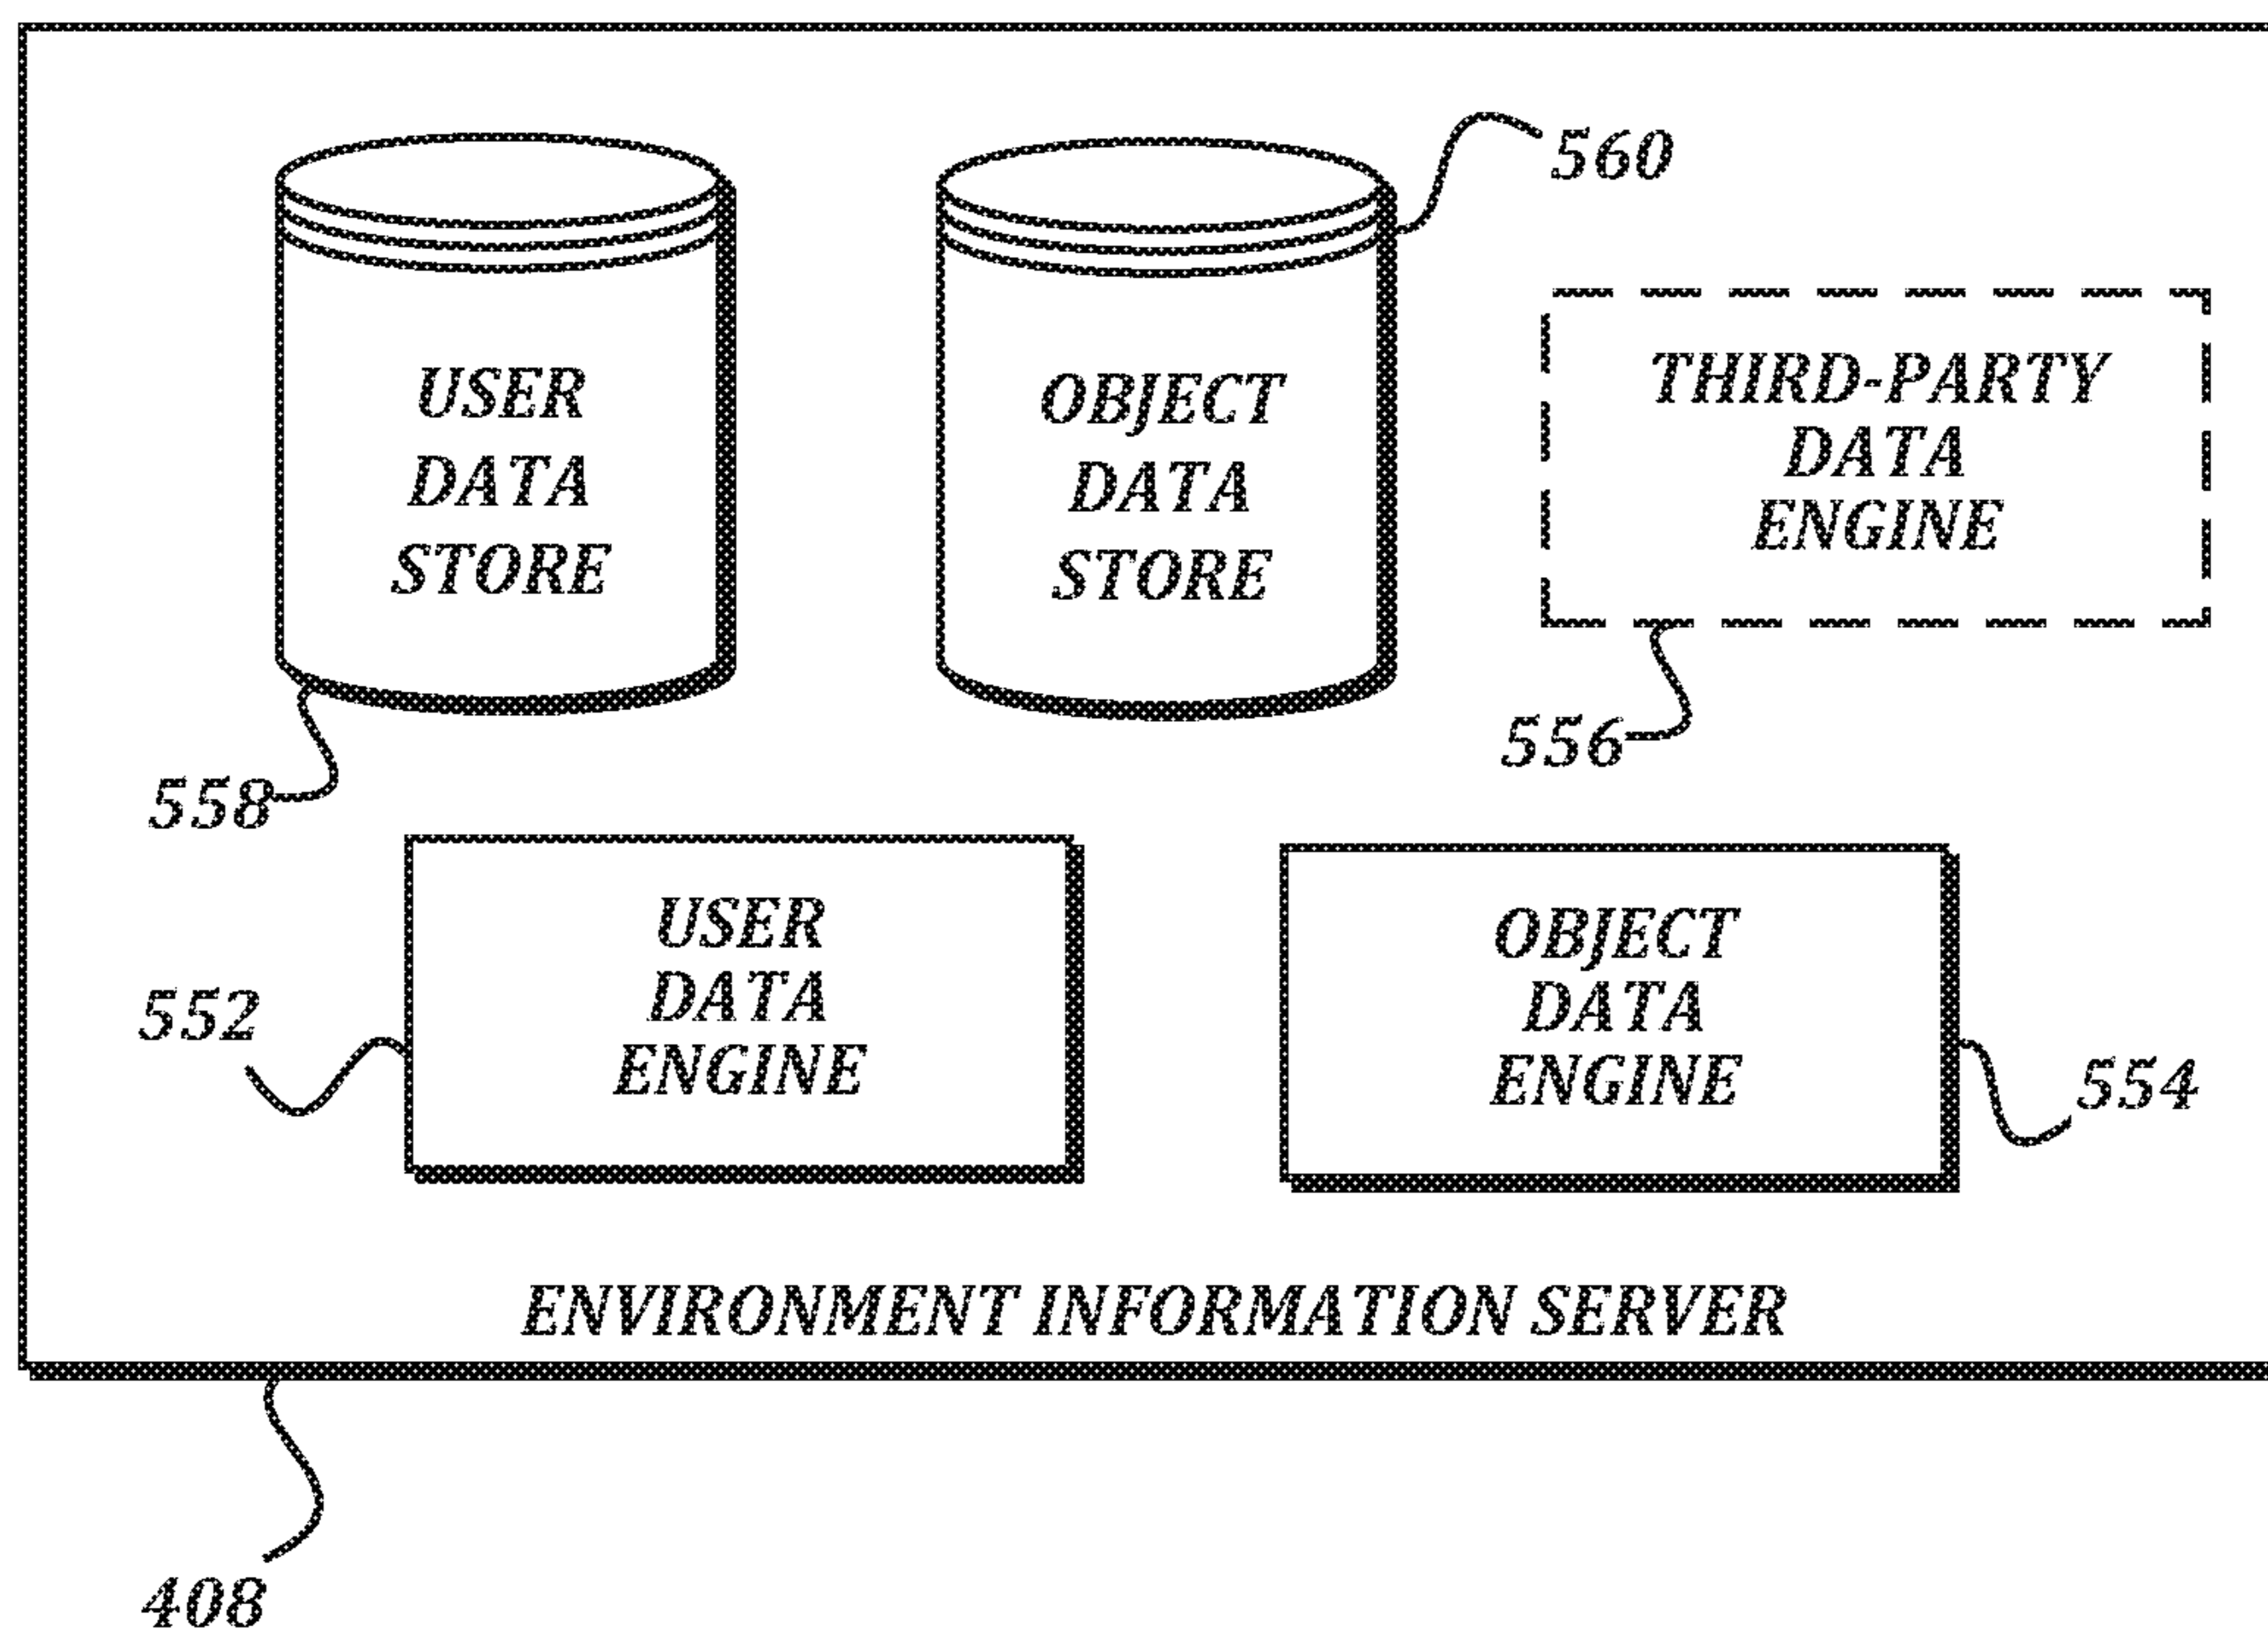 560
USER
DATA
STORE
OBJECT
DATA
STORE
THIRD-PARTY
DATA
ENGINE
556
558
USER
DATA
ENGINE
552
OBJECT
DATA
ENGINE
554
ENVIRONMENT INFORMATION SERVER
408